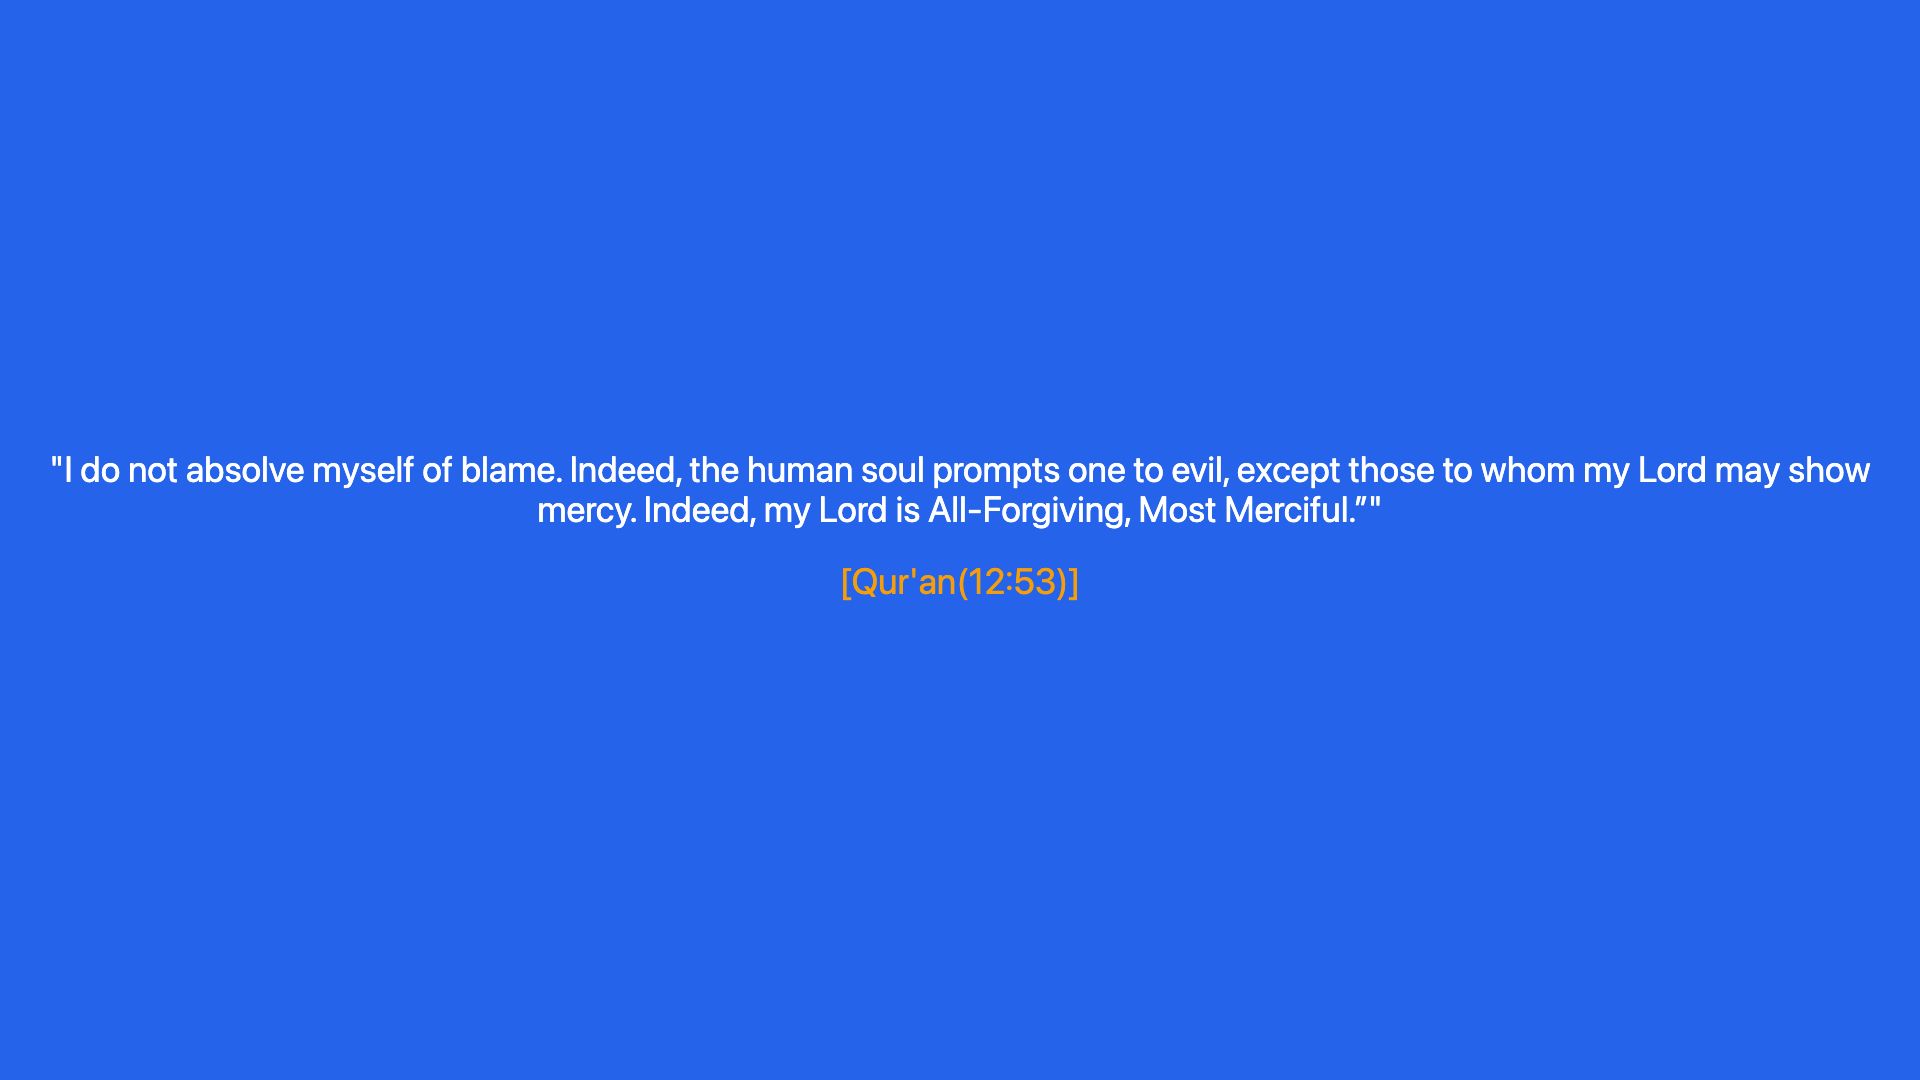 "I do not absolve myself of blame. Indeed, the human soul prompts one to evil, except those to whom my Lord may show
mercy. Indeed, my Lord is All-Forgiving, Most Merciful.”"
[Qur'an(12:53)]